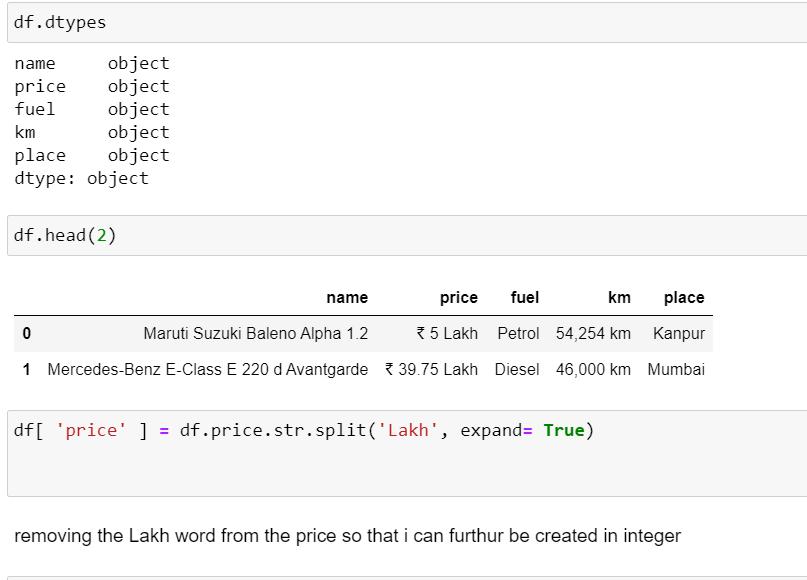 df.dtypes
name object
price object
fuel object
km object
place object
dtype: object
df.head(2)
name price fuel km place
0 Maruti Suzuki Baleno Alpha 1.2 ₹ 5 Lakh Petrol 54,254 km Kanpur
1 Mercedes-Benz E-Class E 220 d Avantgarde ₹ 39.75 Lakh Diesel 46,000 km Mumbai
df[ 'price' ] = df.price.str.split('Lakh', expand= True)
removing the Lakh word from the price so that i can furthur be created in integer